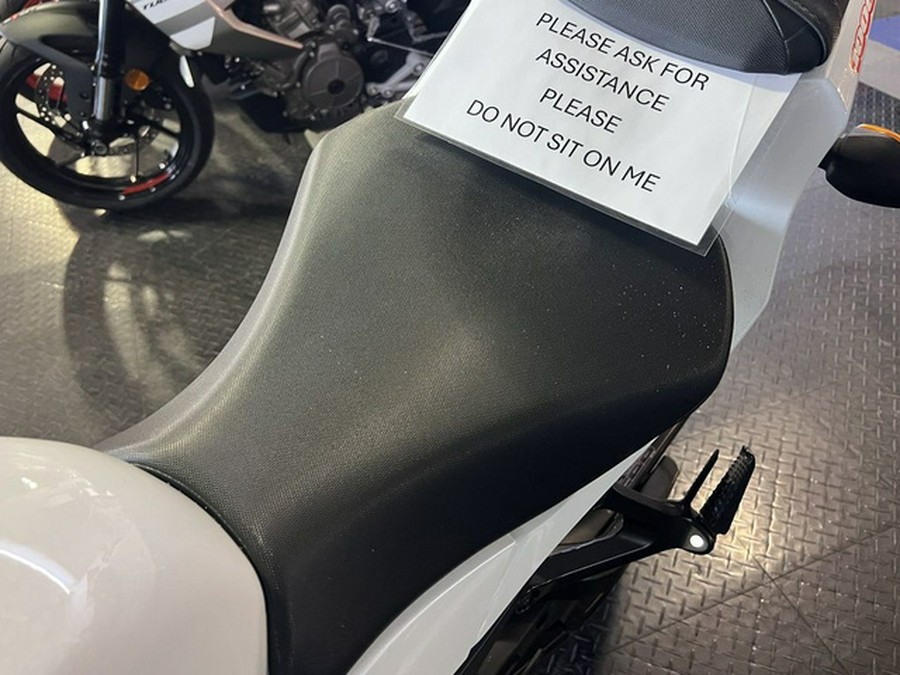 PLEASE ASK FOR
ASSISTANCE
PLEASE
DO NOT SIT ON ME